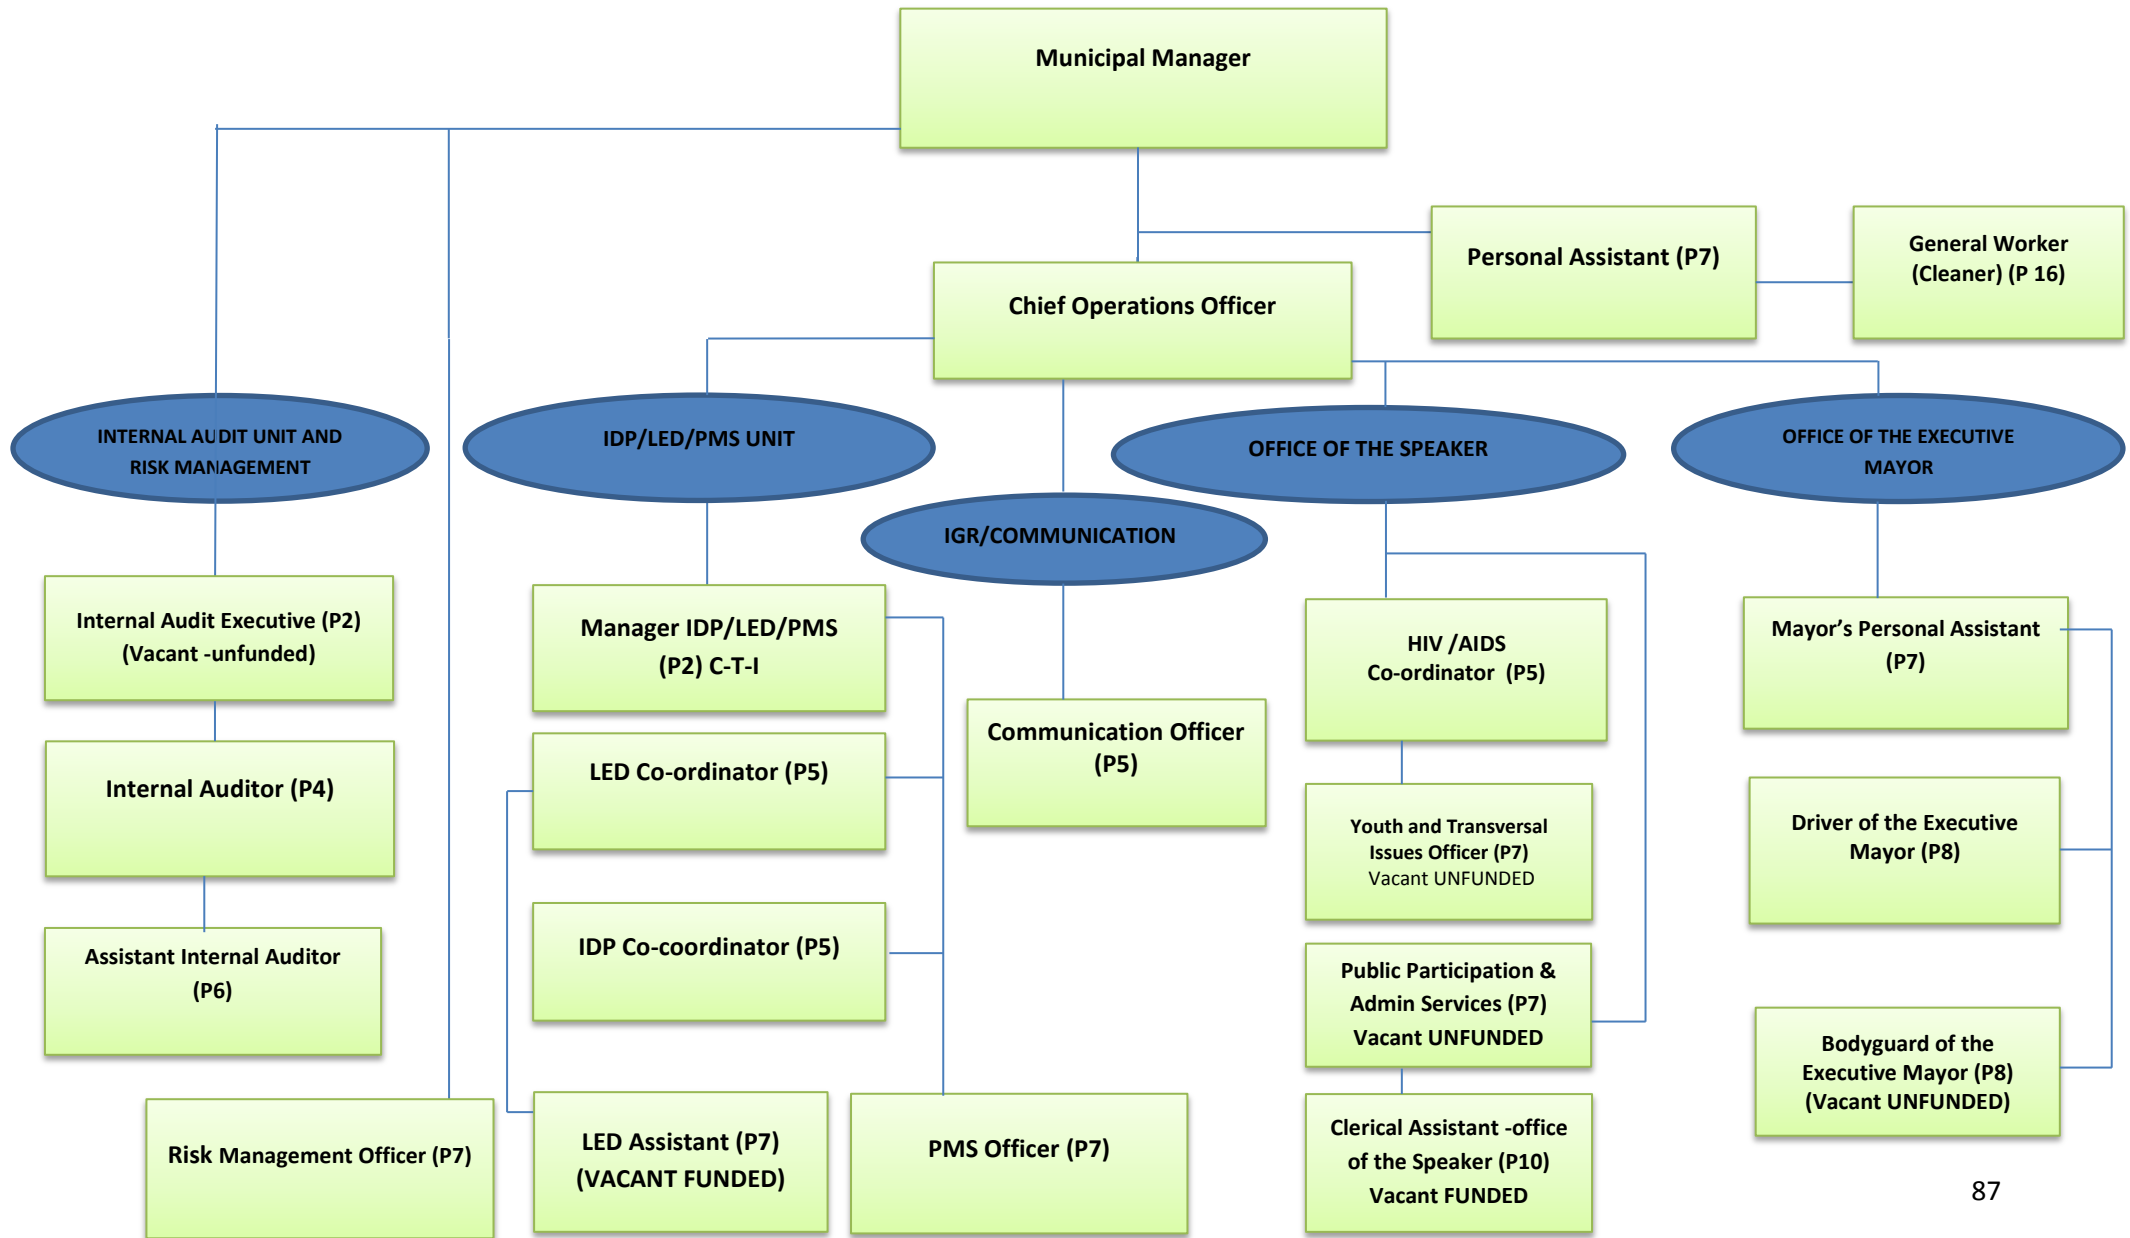 Municipal Manager
Personal Assistant (P7)
General Worker
(Cleaner) (P 16)
Chief Operations Officer
INTERNAL AUDIT UNIT AND
RISK MANAGEMENT
IDP/LED/PMS UNIT
IGR/COMMUNICATION
OFFICE OF THE SPEAKER
OFFICE OF THE EXECUTIVE
MAYOR
Internal Audit Executive (P2)
(Vacant -unfunded)
Internal Auditor (P4)
Assistant Internal Auditor
(P6)
Risk Management Officer (P7)
Manager IDP/LED/PMS
(P2) C-T-I
LED Co-ordinator (P5)
IDP Co-coordinator (P5)
LED Assistant (P7)
(VACANT FUNDED)
PMS Officer (P7)
Communication Officer
(P5)
HIV /AIDS
Co-ordinator (P5)
Youth and Transversal
Issues Officer (P7)
Vacant UNFUNDED
Public Participation &
Admin Services (P7)
Vacant UNFUNDED
Clerical Assistant -office
of the Speaker (P10)
Vacant FUNDED
Mayor’s Personal Assistant
(P7)
Driver of the Executive
Mayor (P8)
Bodyguard of the
Executive Mayor (P8)
(Vacant UNFUNDED)
87